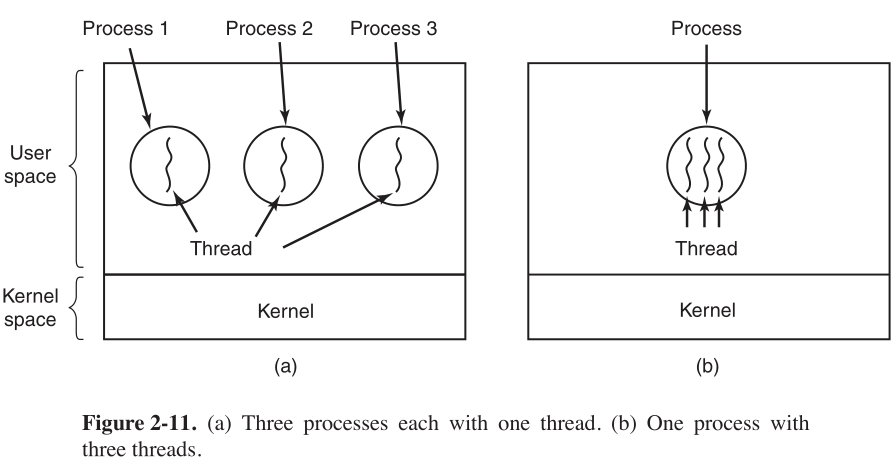 Process 1
Process 2
Process 3
Process
User
space
Thread
Thread
Kernel
space
Kernel
Kernel
(a)
(b)
Figure 2-11. (a) Three processes each with one thread. (b) One process with
three threads.